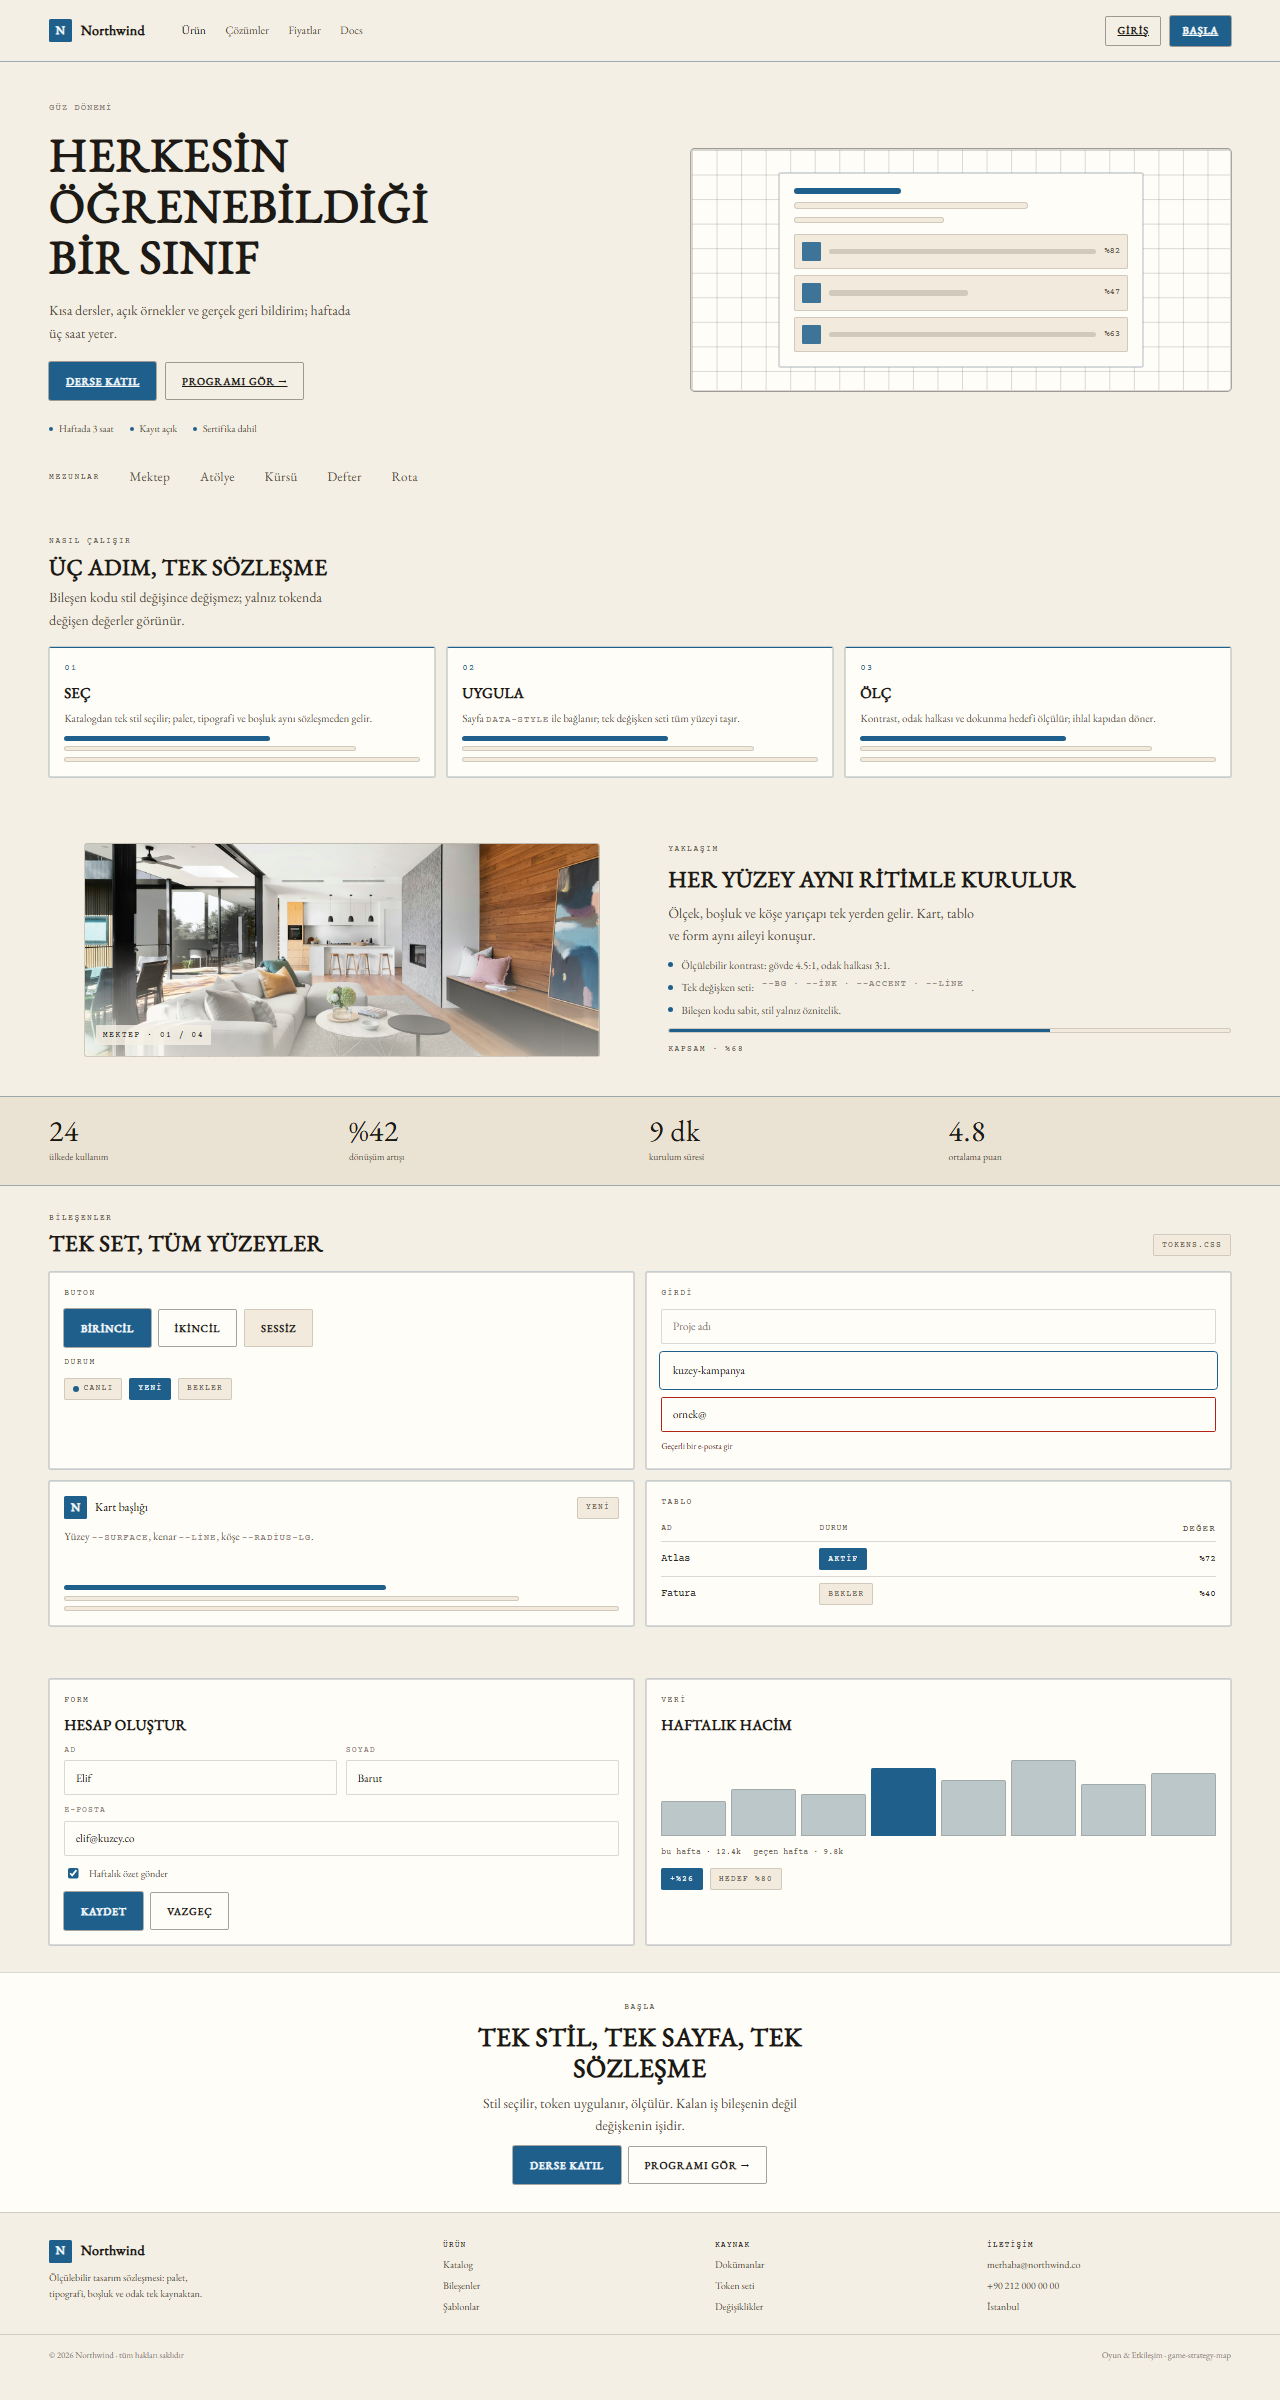 N Northwind Ürün Çözümler Fiyatlar Docs GİRİŞ BAŞLA
GÜZ DÖNEMİ
HERKESİN
ÖĞRENEBİLDİĞİ
BİR SINIF
Kısa dersler, açık örnekler ve gerçek geri bildirim; haftada
üç saat yeter.
DERSE KATIL PROGRAMI GÖR →
Haftada 3 saat Kayıt açık Sertifika dahil
%82
%47
%63
MEZUNLAR Mektep Atölye Kürsü Defter Rota
NASIL ÇALIŞIR
ÜÇ ADIM, TEK SÖZLEŞME
Bileşen kodu stil değişince değişmez; yalnız tokenda
değişen değerler görünür.
01
SEÇ
Katalogdan tek stil seçilir; palet, tipografi ve boşluk aynı sözleşmeden gelir.
02
UYGULA
Sayfa DATA-STYLE ile bağlanır; tek değişken seti tüm yüzeyi taşır.
03
ÖLÇ
Kontrast, odak halkası ve dokunma hedefi ölçülür; ihlal kapıdan döner.
MEKTEP · 01 / 04
YAKLAŞIM
HER YÜZEY AYNI RİTİMLE KURULUR
Ölçek, boşluk ve köşe yarıçapı tek yerden gelir. Kart, tablo
ve form aynı aileyi konuşur.
Ölçülebilir kontrast: gövde 4.5:1, odak halkası 3:1.
Tek değişken seti: --BG · --İNK · --ACCENT · --LİNE .
Bileşen kodu sabit, stil yalnız öznitelik.
KAPSAM · %68
24
ülkede kullanım
%42
dönüşüm artışı
9 dk
kurulum süresi
4.8
ortalama puan
BİLEŞENLER
TEK SET, TÜM YÜZEYLER
TOKENS.CSS
BUTON
BİRİNCİL İKİNCİL SESSİZ
DURUM
CANLI YENİ BEKLER
GİRDİ
Proje adı
kuzey-kampanya
ornek@
Geçerli bir e-posta gir
N Kart başlığı YENİ
Yüzey --SURFACE, kenar --LİNE, köşe --RADİUS-LG.
TABLO
AD DURUM DEĞER
Atlas AKTİF %72
Fatura BEKLER %40
FORM
HESAP OLUŞTUR
AD SOYAD
Elif Barut
E-POSTA
elif@kuzey.co
Haftalık özet gönder
KAYDET VAZGEÇ
VERİ
HAFTALIK HACİM
bu hafta · 12.4k geçen hafta · 9.8k
+%26 HEDEF %80
BAŞLA
TEK STİL, TEK SAYFA, TEK
SÖZLEŞME
Stil seçilir, token uygulanır, ölçülür. Kalan iş bileşenin değil
değişkenin işidir.
DERSE KATIL PROGRAMI GÖR →
N Northwind
Ölçülebilir tasarım sözleşmesi: palet,
tipografi, boşluk ve odak tek kaynaktan.
ÜRÜN
Katalog
Bileşenler
Şablonlar
KAYNAK
Dokümanlar
Token seti
Değişiklikler
İLETİŞİM
merhaba@northwind.co
+90 212 000 00 00
İstanbul
© 2026 Northwind · tüm hakları saklıdır
Oyun & Etkileşim · game-strategy-map